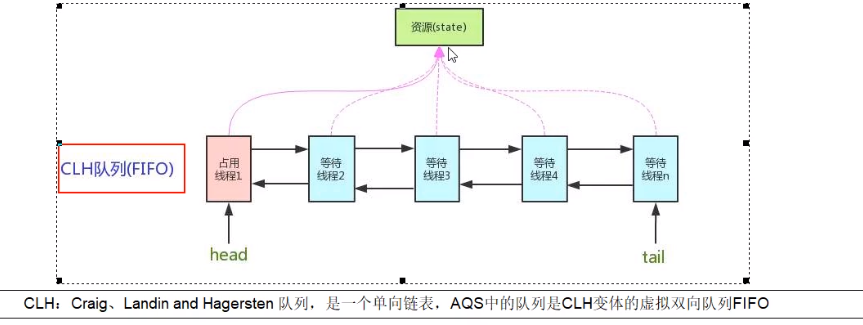 资源(state)
CLH队列(FIFO)
占用
线程1
等待
线程2
等待
线程3
等待
线程4
等待
线程n
head
tail
CLH：Craig、Landin and Hagersten 队列，是一个单向链表，AQS中的队列是CLH变体的虚拟双向队列FIFO